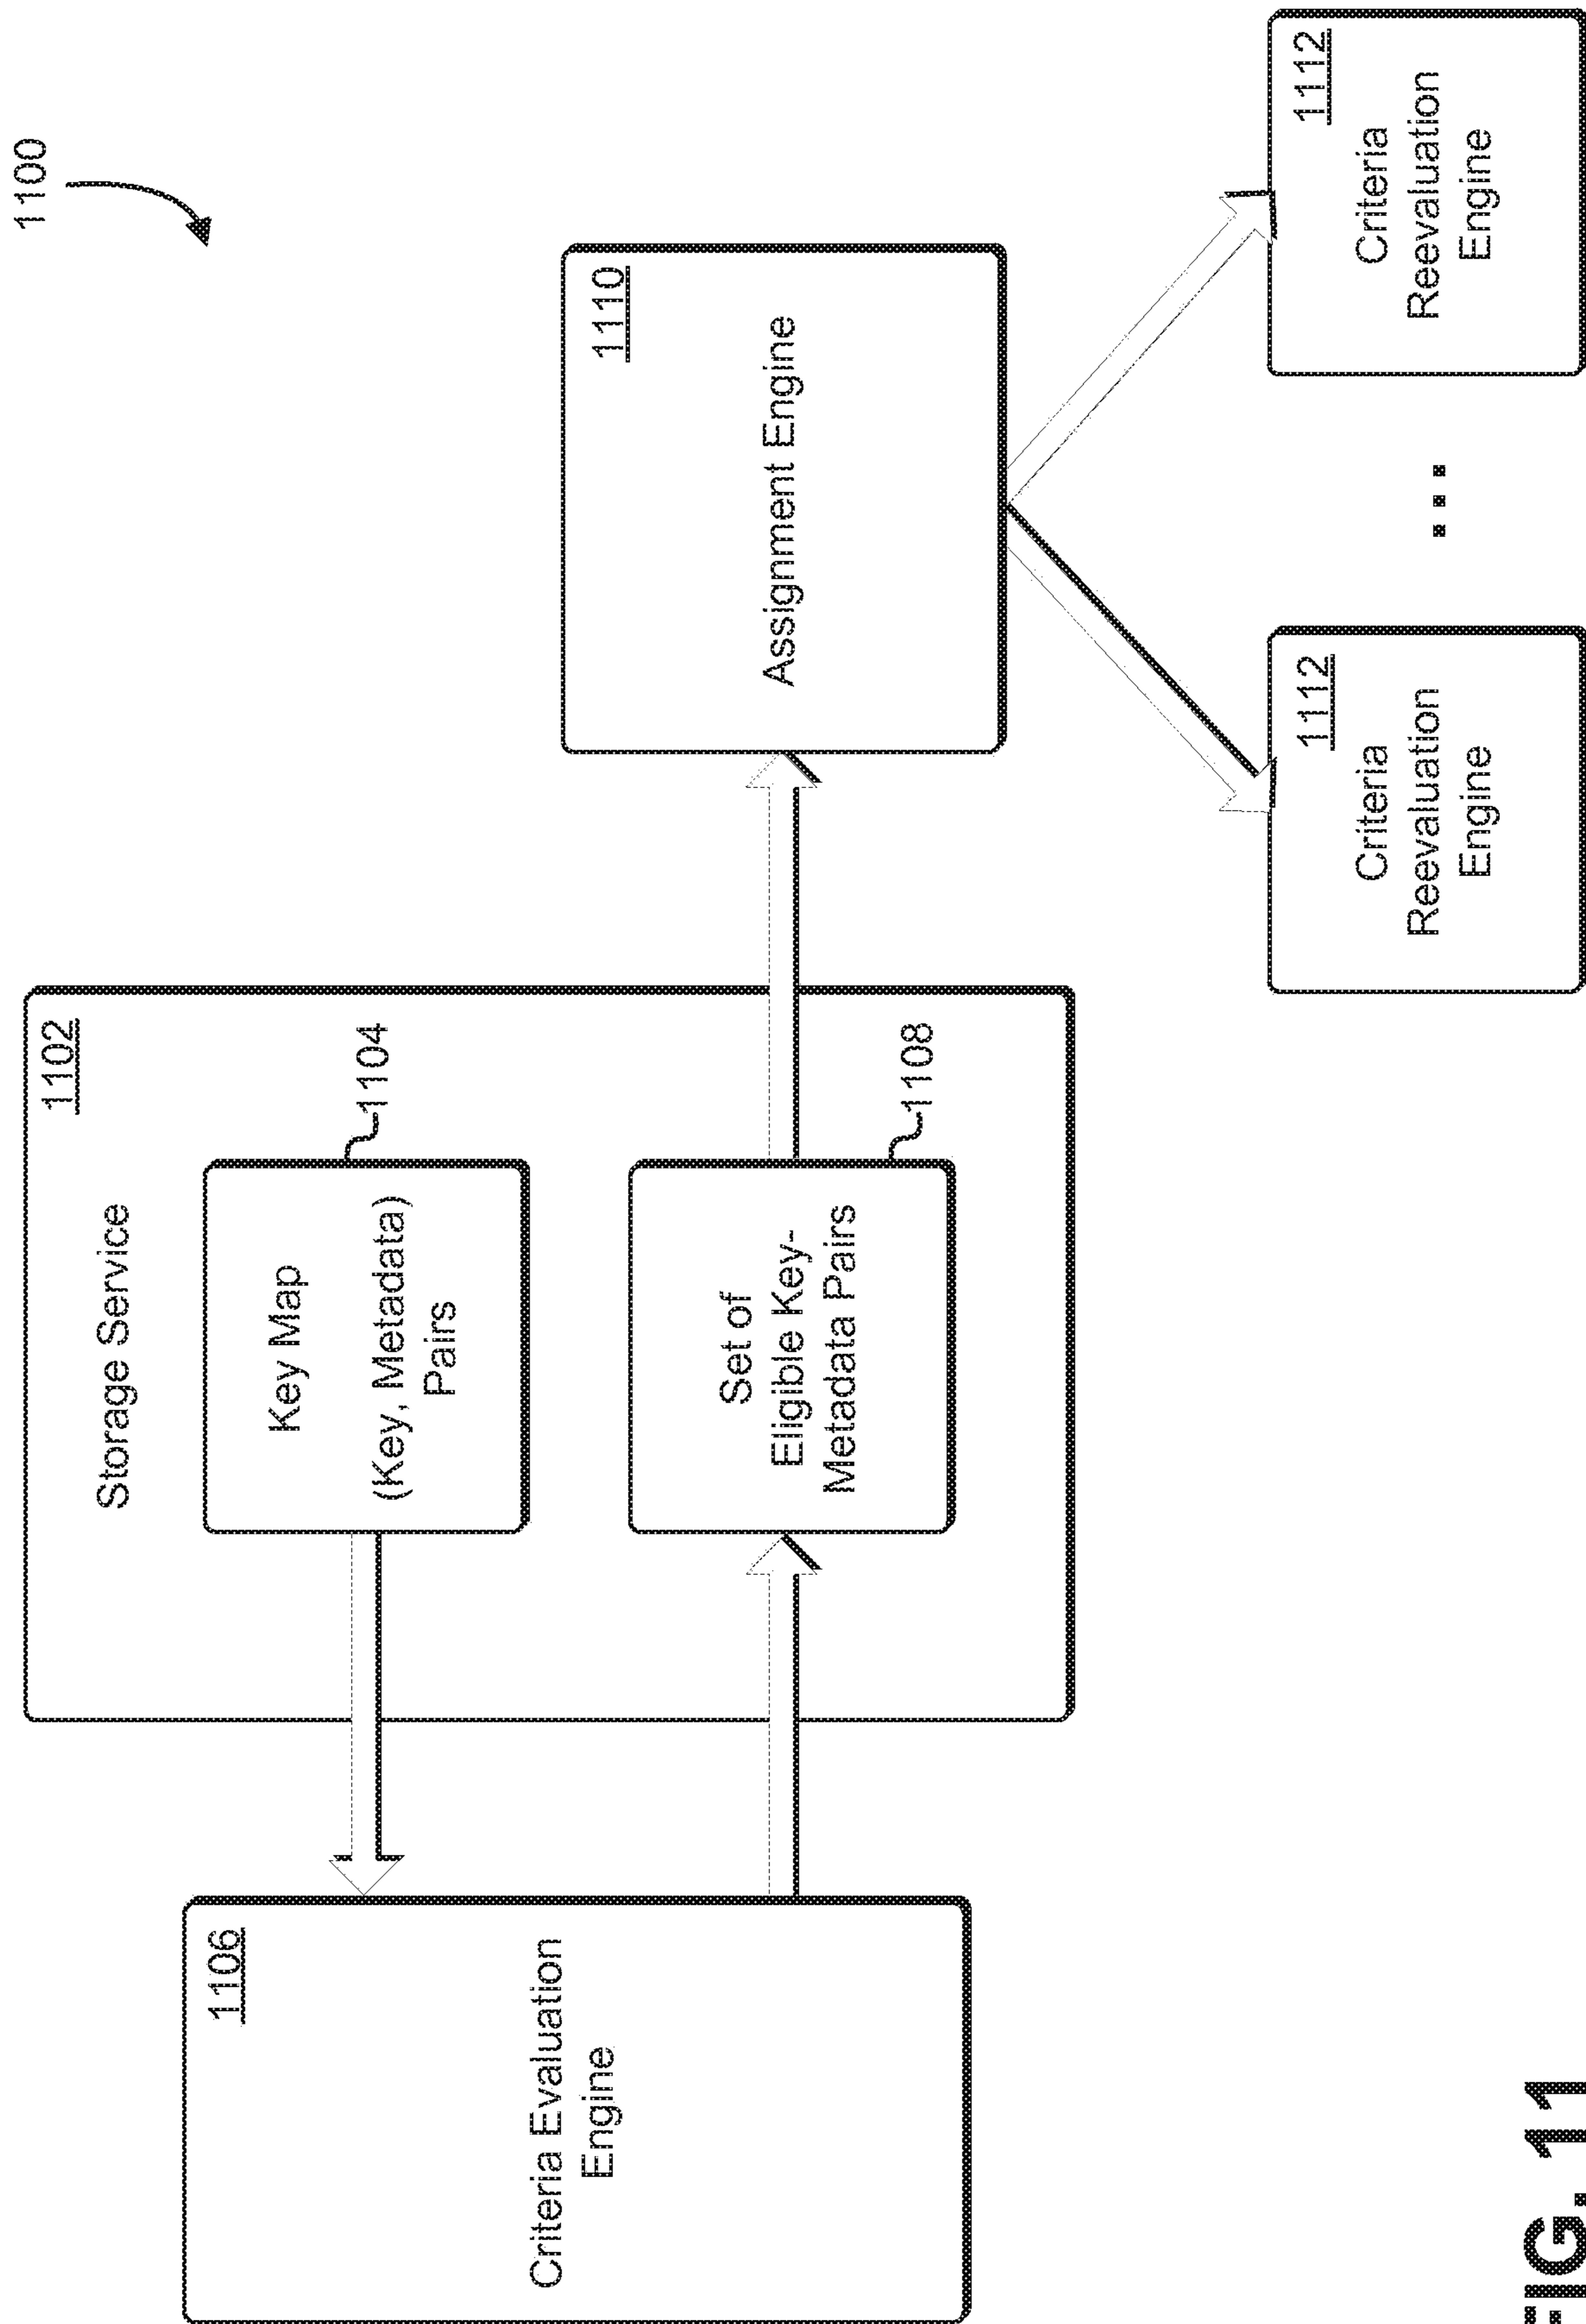 1100
1102
Storage Service
1104
Key Map
(Key, Metadata)
Pairs
1108
Set of
Eligible Key-
Metadata Pairs
1106
Criteria Evaluation
Engine
1110
Assignment Engine
1112
Criteria
Reevaluation
Engine
...
1112
Criteria
Reevaluation
Engine
FIG. 11